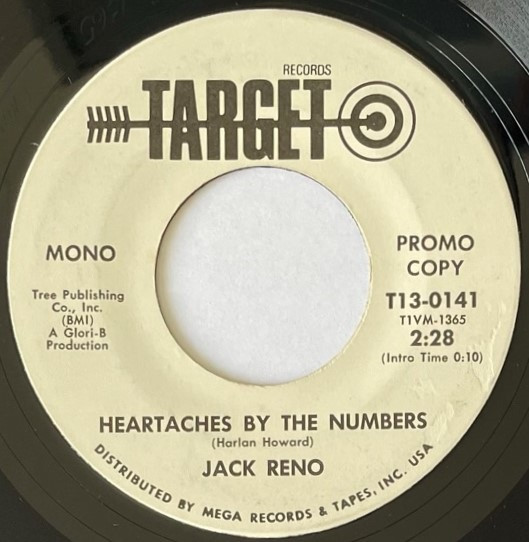 RECORDS
TARGET
MONO
Tree Publishing
Co., Inc.
(BMI)
A Glori-B
Production
PROMO
COPY
T13-0141
T1VM-1365
2:28
(Intro Time 0:10)
HEARTACHES BY THE NUMBERS
(Harlan Howard)
JACK RENO
DISTRIBUTED BY MEGA RECORDS & TAPES, INC. USA